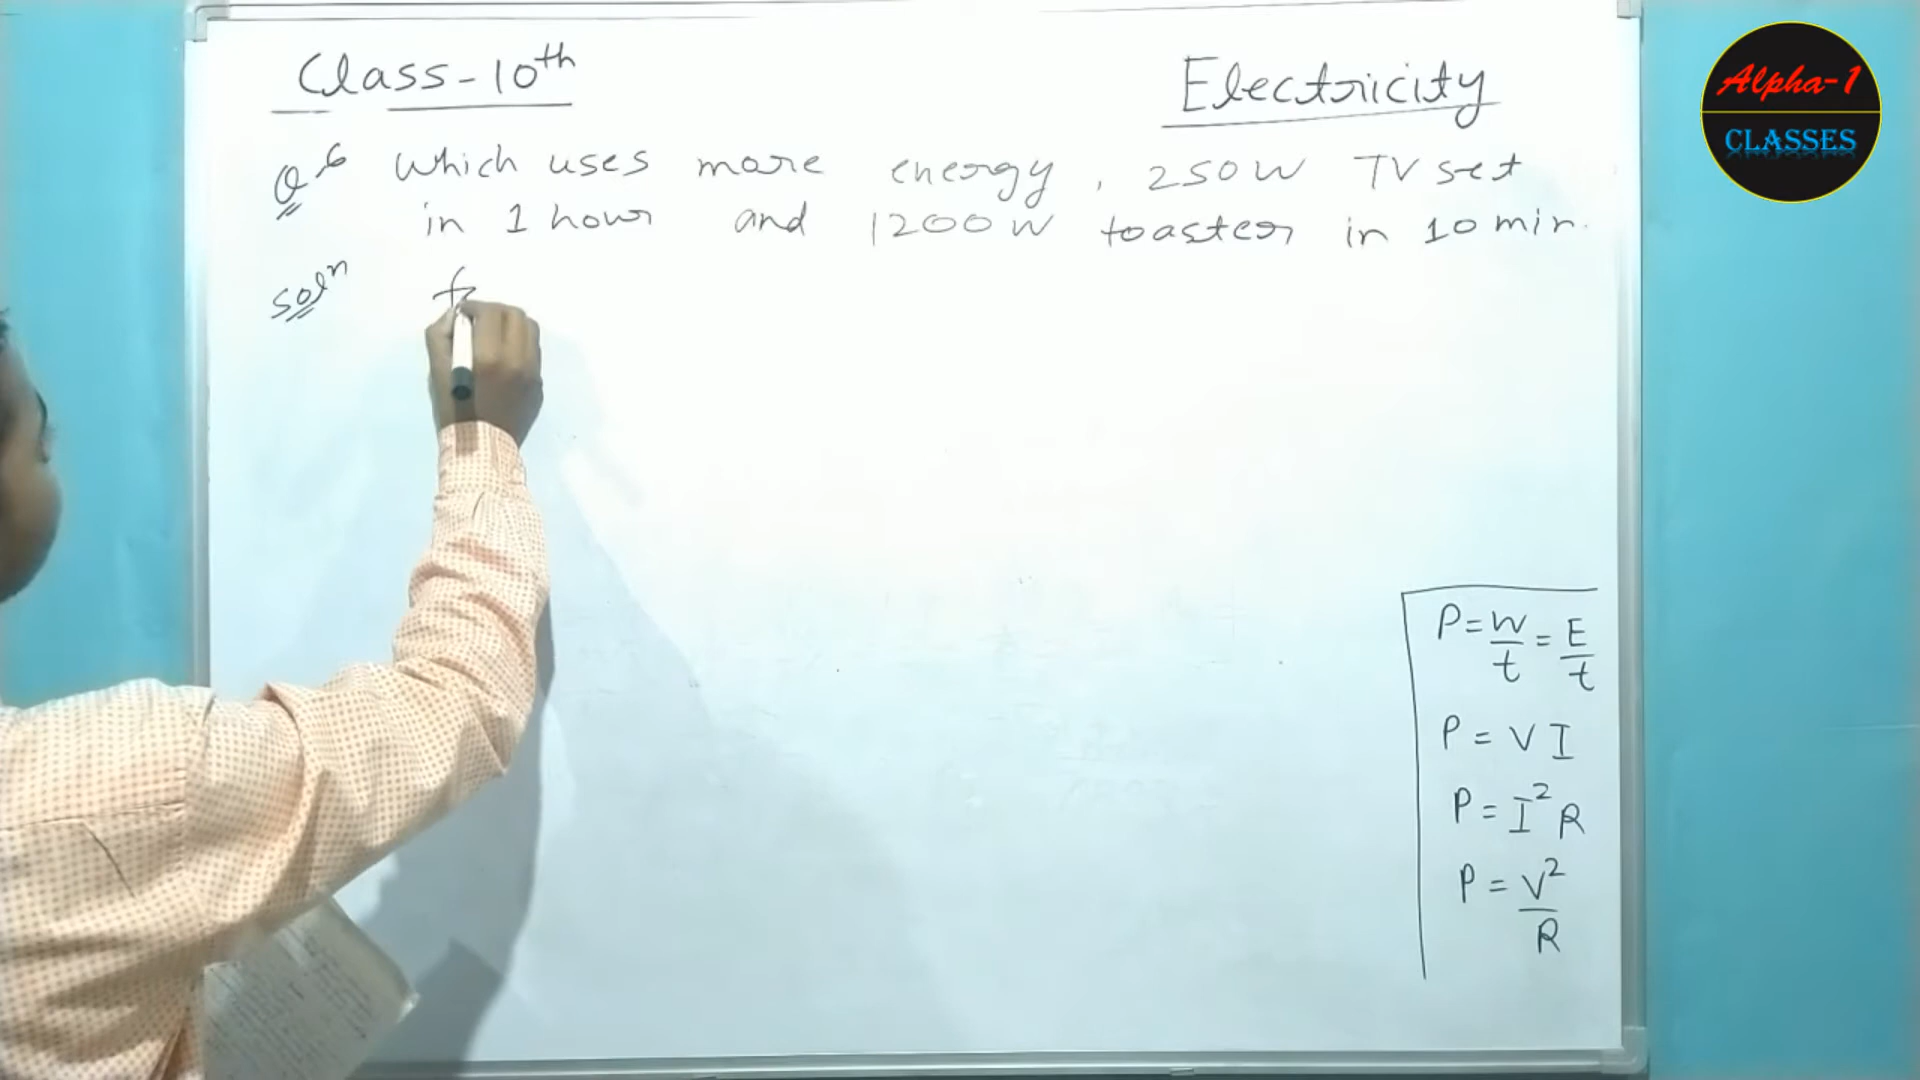 Class-10th
Electricity
Q6 Which uses more energy, 250W TV set
in 1 hour and 1200W toaster in 10 min.
Soln f
P = W/t = E/t
P = VI
P = I²R
P = V²/R
Alpha-1
CLASSES